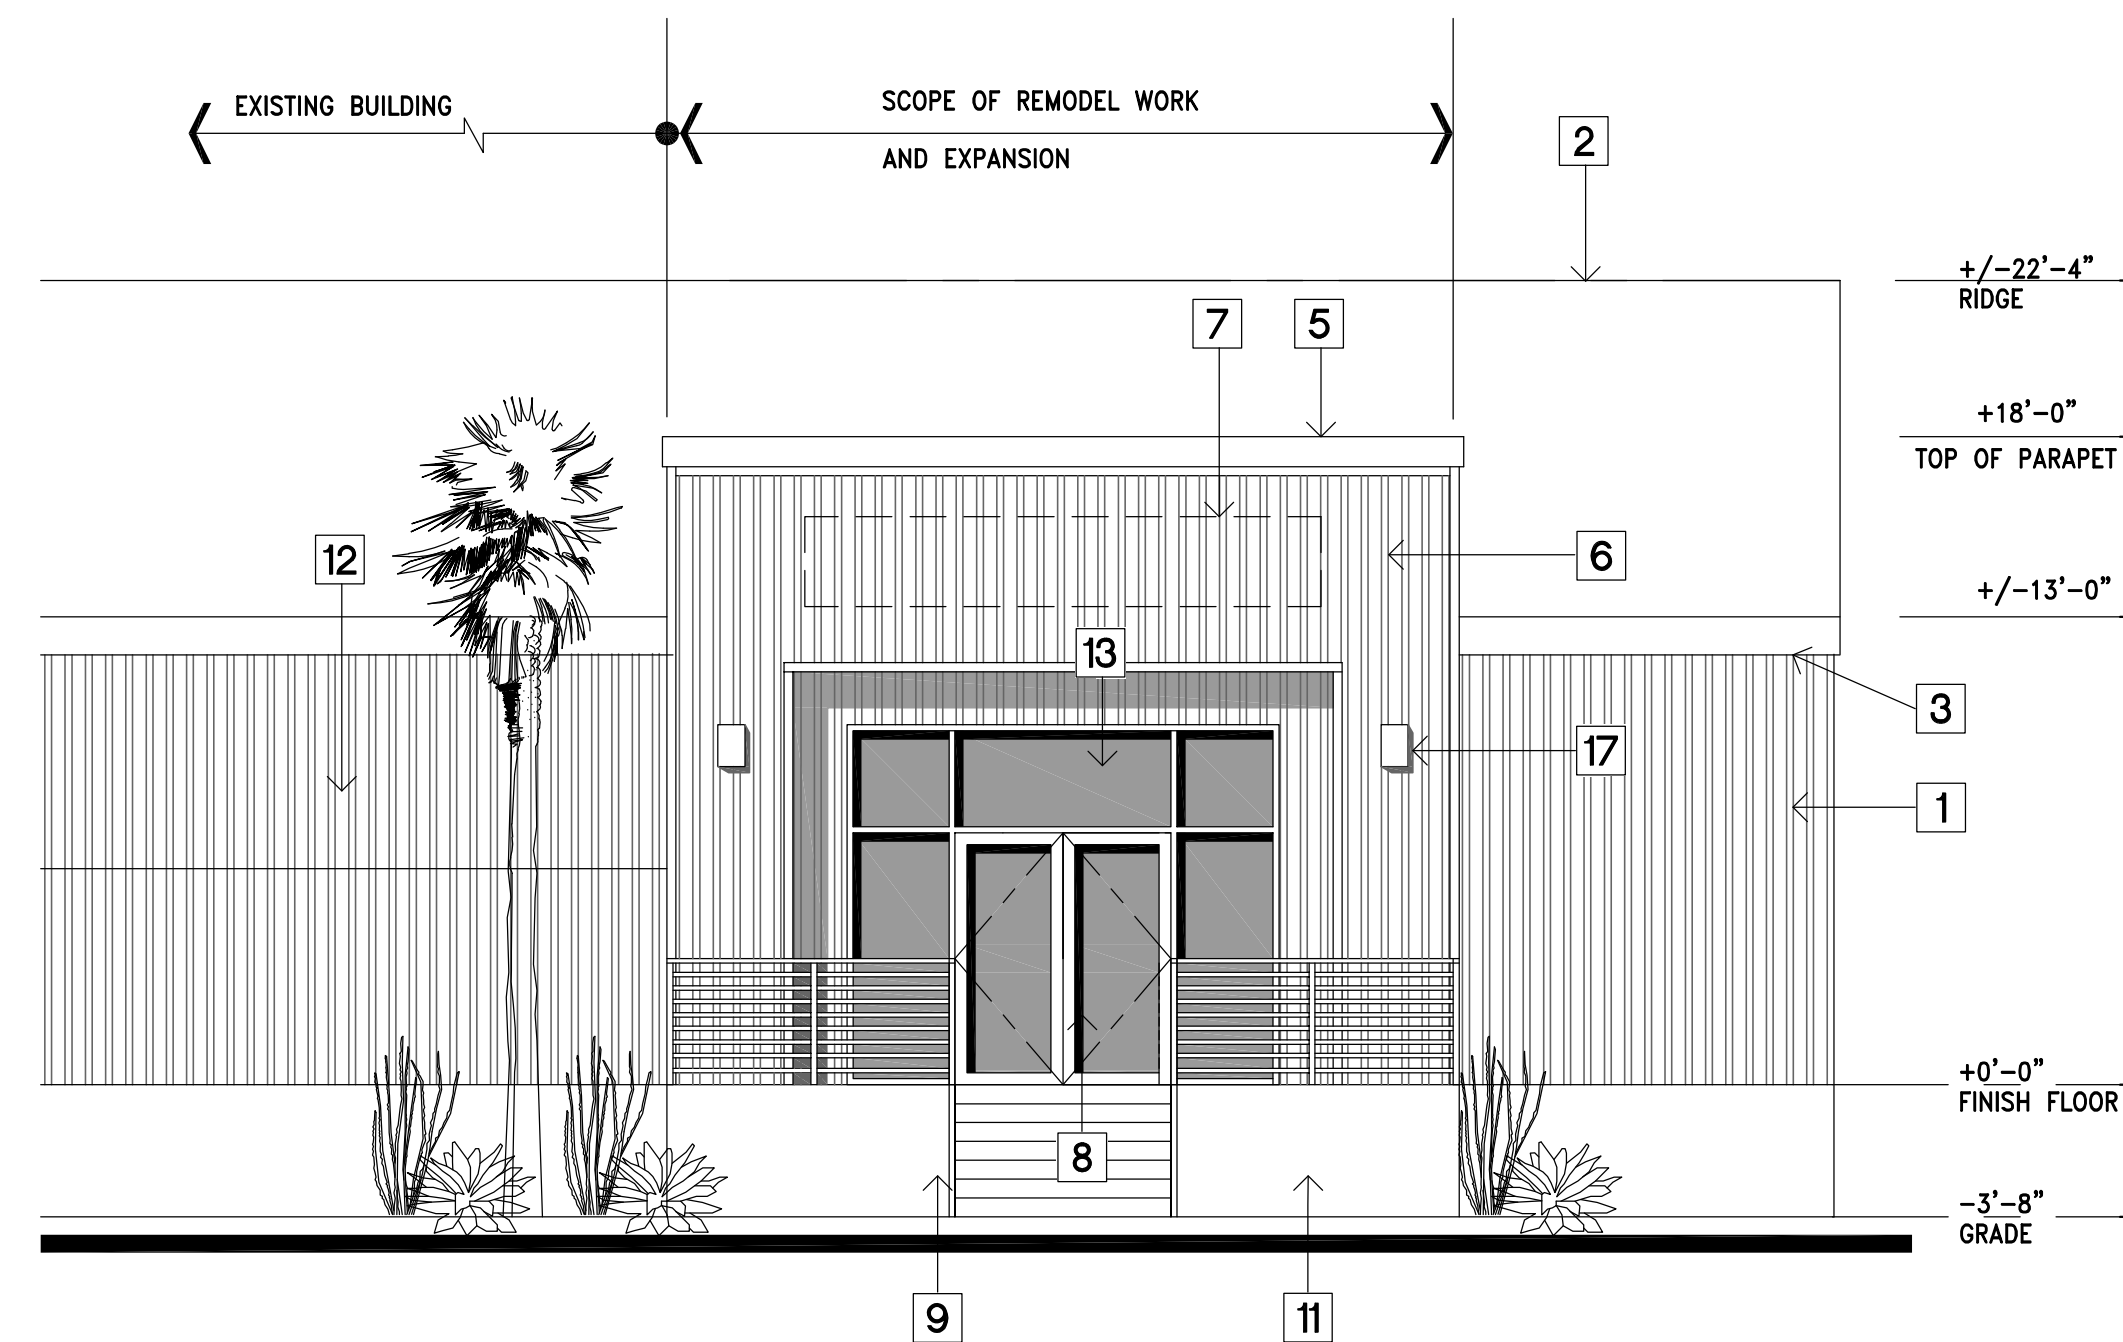 EXISTING BUILDING
SCOPE OF REMODEL WORK
AND EXPANSION
2
+/-22'-4"
RIDGE
7
5
+18'-0"
TOP OF PARAPET
12
6
+/-13'-0"
13
3
17
1
+0'-0"
FINISH FLOOR
8
-3'-8"
GRADE
9
11